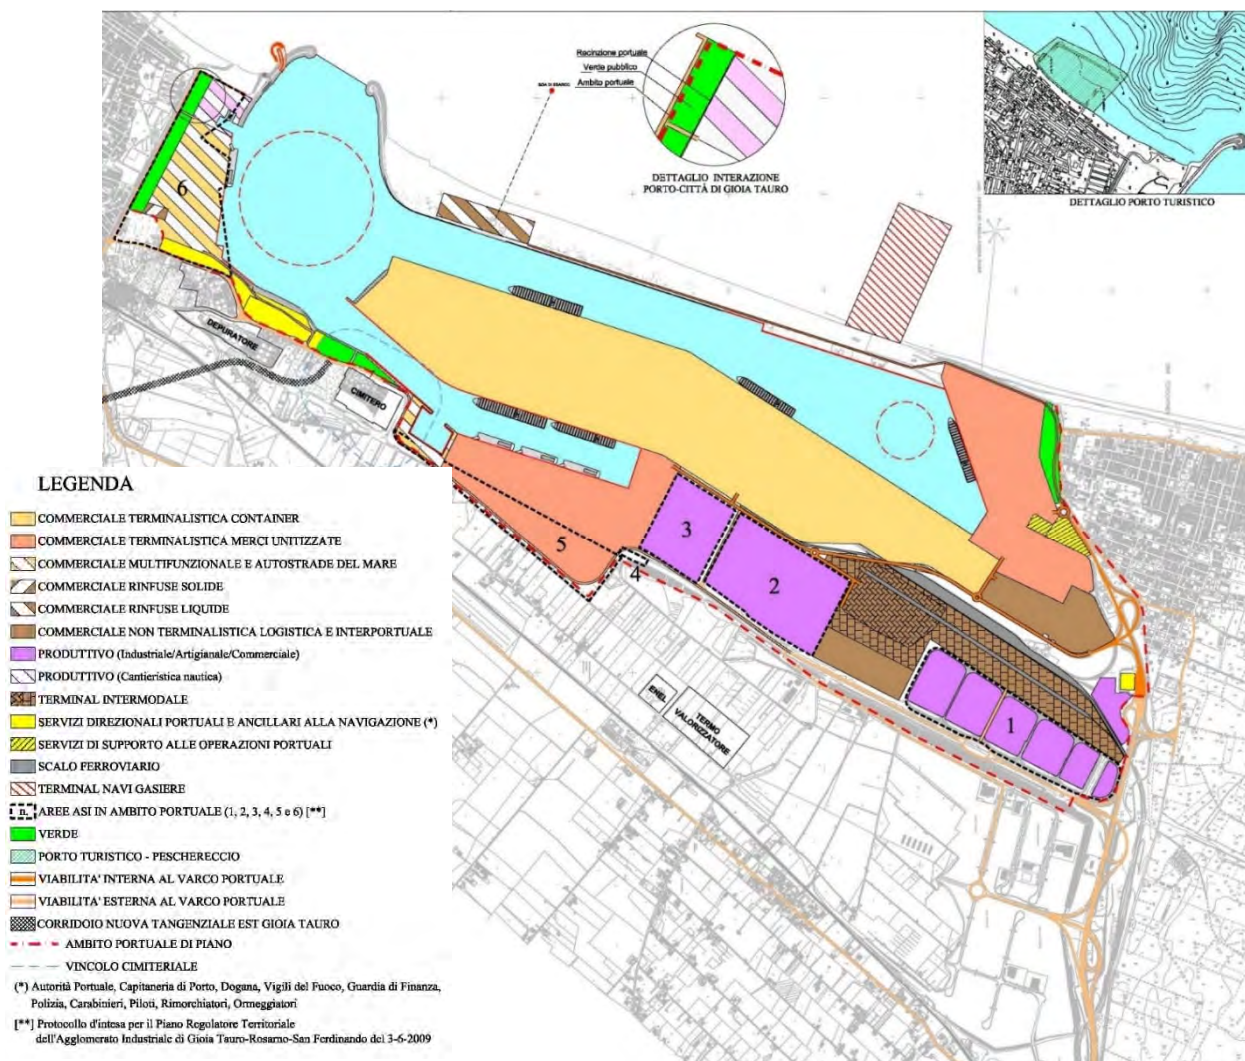 Recinzione portuale
Verde pubblico
Ambito portuale
DETTAGLIO INTERAZIONE
PORTO-CITTÀ DI GIOIA TAURO
DETTAGLIO PORTO TURISTICO
6
DEPURATORE
CIMITERO
3
5
4
2
1
ENEL
TERMO
VALORIZZATORE
LEGENDA
COMMERCIALE TERMINALISTICA CONTAINER
COMMERCIALE TERMINALISTICA MERCI UNITIZZATE
COMMERCIALE MULTIFUNZIONALE E AUTOSTRADE DEL MARE
COMMERCIALE RINFUSE SOLIDE
COMMERCIALE RINFUSE LIQUIDE
COMMERCIALE NON TERMINALISTICA LOGISTICA E INTERPORTUALE
PRODUTTIVO (Industriale/Artigianale/Commerciale)
PRODUTTIVO (Cantieristica nautica)
TERMINAL INTERMODALE
SERVIZI DIREZIONALI PORTUALI E ANCILLARI ALLA NAVIGAZIONE (*)
SERVIZI DI SUPPORTO ALLE OPERAZIONI PORTUALI
SCALO FERROVIARIO
TERMINAL NAVI GASIERE
n. AREE ASI IN AMBITO PORTUALE (1, 2, 3, 4, 5 e 6) [**]
VERDE
PORTO TURISTICO - PESCHERECCIO
VIABILITA' INTERNA AL VARCO PORTUALE
VIABILITA' ESTERNA AL VARCO PORTUALE
CORRIDOIO NUOVA TANGENZIALE EST GIOIA TAURO
AMBITO PORTUALE DI PIANO
VINCOLO CIMITERIALE
(*) Autorità Portuale, Capitaneria di Porto, Dogana, Vigili del Fuoco, Guardia di Finanza,
Polizia, Carabinieri, Piloti, Rimorchiatori, Ormeggiatori
[**] Protocollo d'intesa per il Piano Regolatore Territoriale
dell'Agglomerato Industriale di Gioia Tauro-Rosarno-San Ferdinando del 3-6-2009